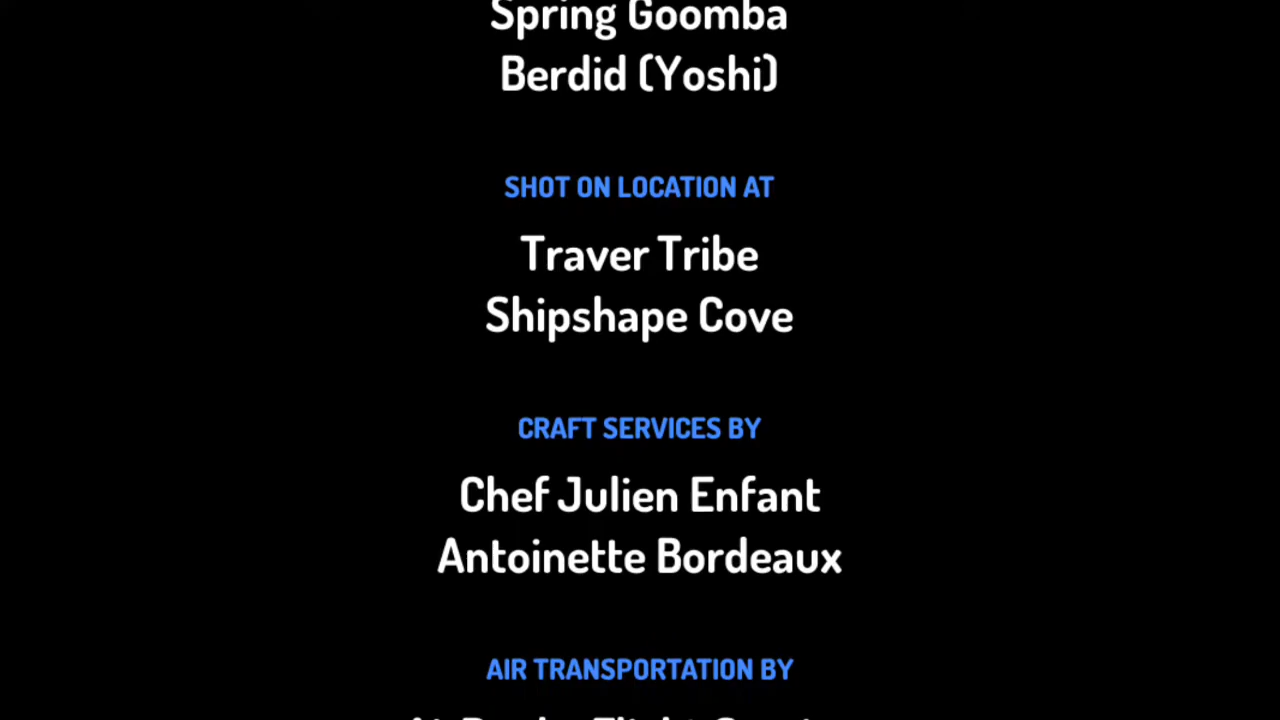 Spring Goomba
Berdid (Yoshi)
SHOT ON LOCATION AT
Traver Tribe
Shipshape Cove
CRAFT SERVICES BY
Chef Julien Enfant
Antoinette Bordeaux
AIR TRANSPORTATION BY
Flight